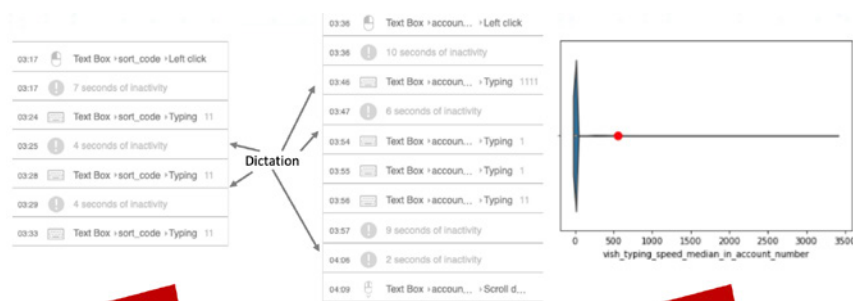 03:17 Text Box › sort_code › Left click
03:17 7 seconds of inactivity
03:24 Text Box › sort_code › Typing 11
03:25 4 seconds of inactivity
03:28 Text Box › sort_code › Typing 11
03:29 4 seconds of inactivity
03:33 Text Box › sort_code › Typing 11
Dictation
03:36 Text Box › accoun... › Left click
03:36 10 seconds of inactivity
03:46 Text Box › accoun... › Typing 1111
03:47 6 seconds of inactivity
03:54 Text Box › accoun... › Typing 1
03:55 Text Box › accoun... › Typing 1
03:56 Text Box › accoun... › Typing 11
03:57 9 seconds of inactivity
04:06 2 seconds of inactivity
04:09 Text Box › accoun... › Scroll d...
0 500 1000 1500 2000 2500 3000 3500
vish_typing_speed_median_in_account_number